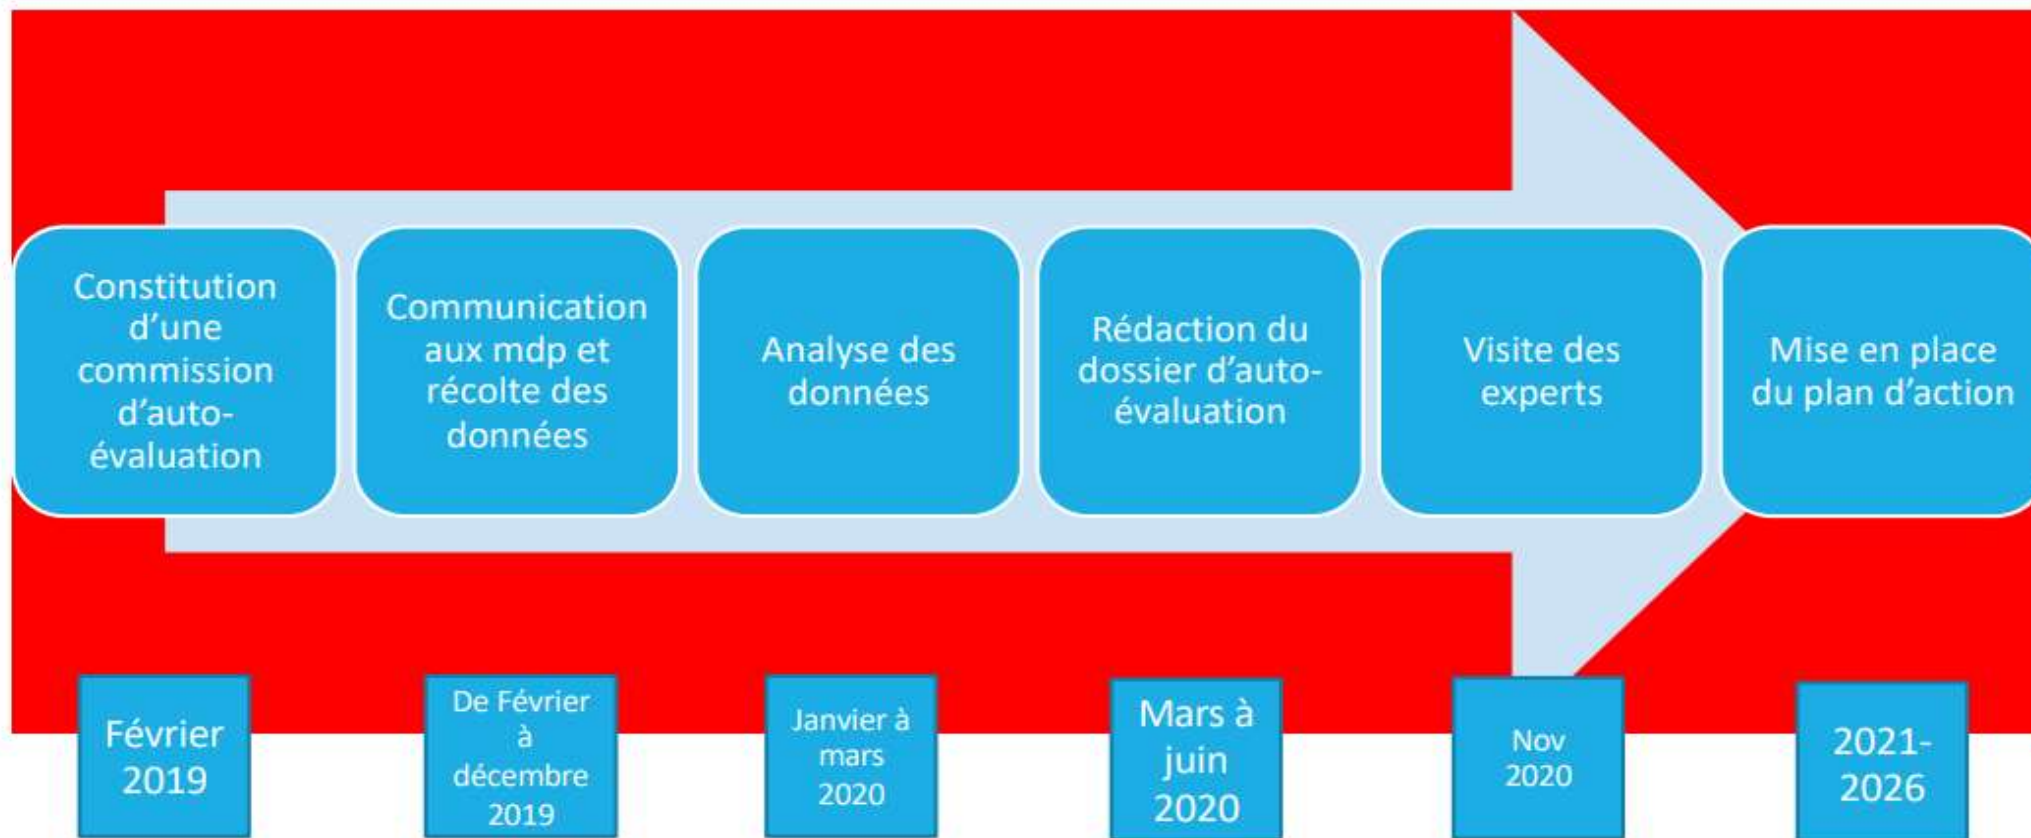 Constitution
d’une
commission
d’auto-
évaluation
Communication
aux mdp et
récolte des
données
Analyse des
données
Rédaction du
dossier d’auto-
évaluation
Visite des
experts
Mise en place
du plan d’action
Février
2019
De Février
à
décembre
2019
Janvier à
mars
2020
Mars à
juin
2020
Nov
2020
2021-
2026